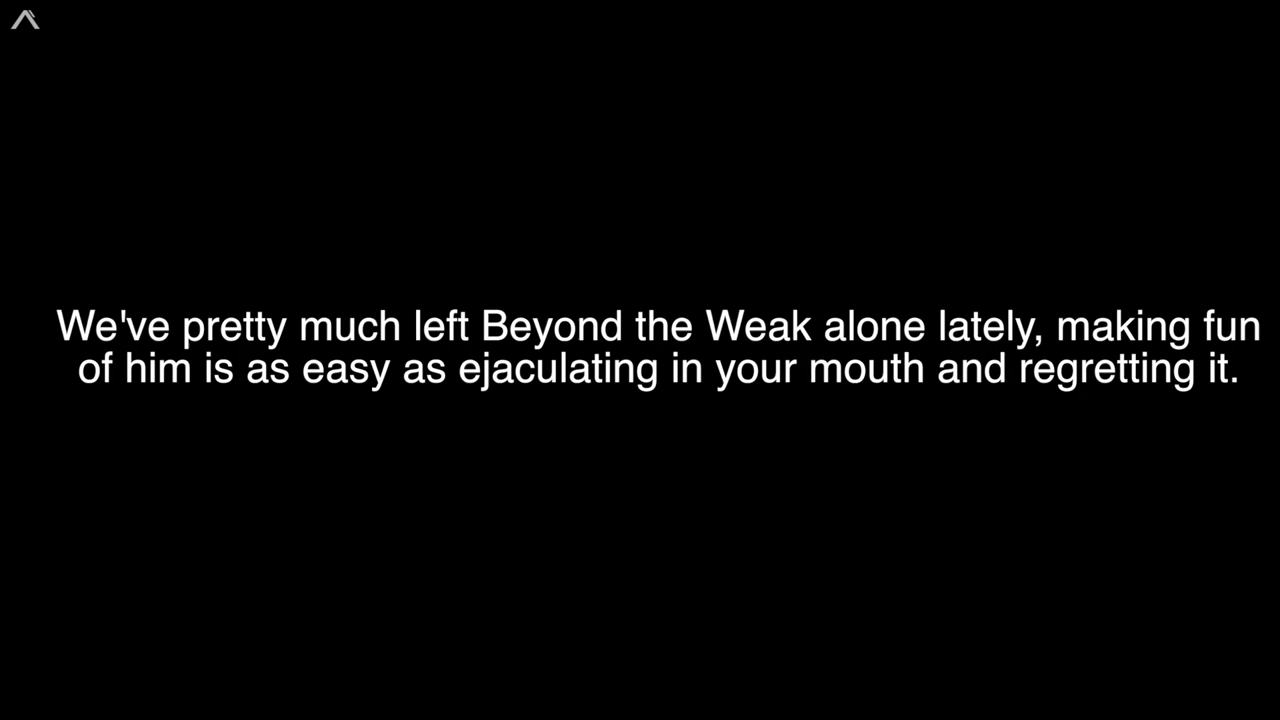 We've pretty much left Beyond the Weak alone lately, making fun
of him is as easy as ejaculating in your mouth and regretting it.